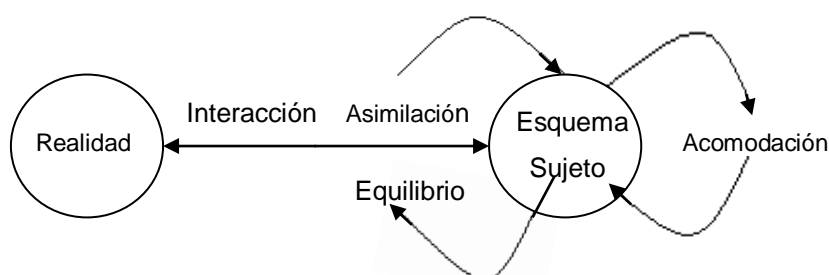 Realidad
Interacción
Asimilación
Esquema
Sujeto
Acomodación
Equilibrio